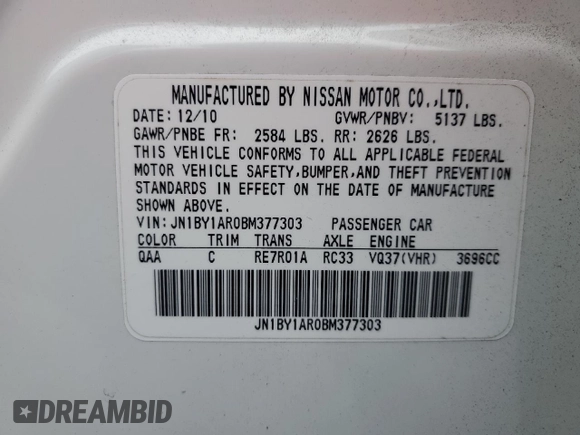 MANUFACTURED BY NISSAN MOTOR CO.,LTD.
DATE: 12/10 GVWR/PNBV: 5137 LBS.
GAWR/PNBE FR: 2584 LBS. RR: 2626 LBS.
THIS VEHICLE CONFORMS TO ALL APPLICABLE FEDERAL
MOTOR VEHICLE SAFETY,BUMPER,AND THEFT PREVENTION
STANDARDS IN EFFECT ON THE DATE OF MANUFACTURE
SHOWN ABOVE.
VIN: JN1BY1AR0BM377303 PASSENGER CAR
COLOR TRIM TRANS AXLE ENGINE
QAA C RE7R01A RC33 VQ37(VHR) 3696CC
JN1BY1AR0BM377303
DREAMBID